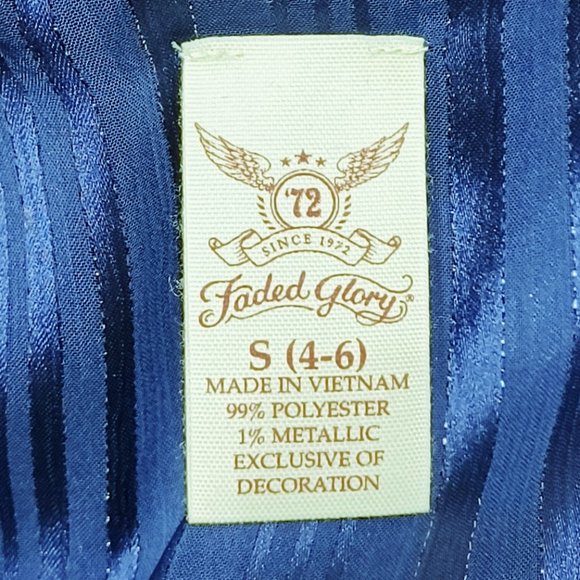 '72
SINCE 1972
Faded Glory®
S (4-6)
MADE IN VIETNAM
99% POLYESTER
1% METALLIC
EXCLUSIVE OF
DECORATION